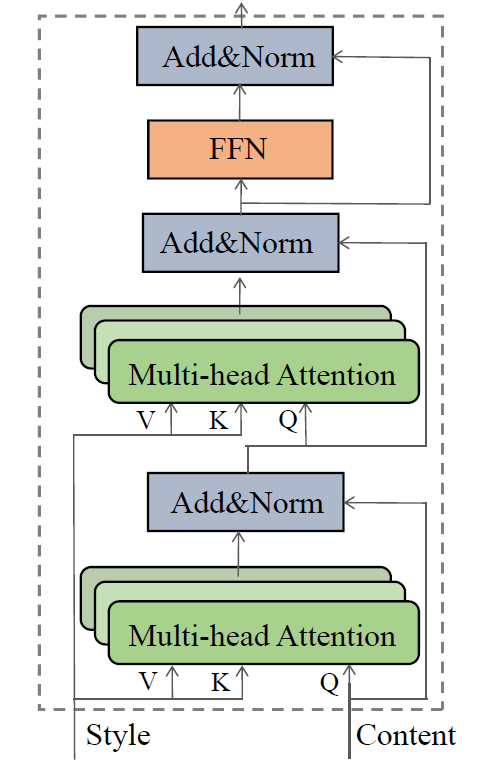 Add&Norm
FFN
Add&Norm
Multi-head Attention
V K Q
Add&Norm
Multi-head Attention
V K Q
Style Content